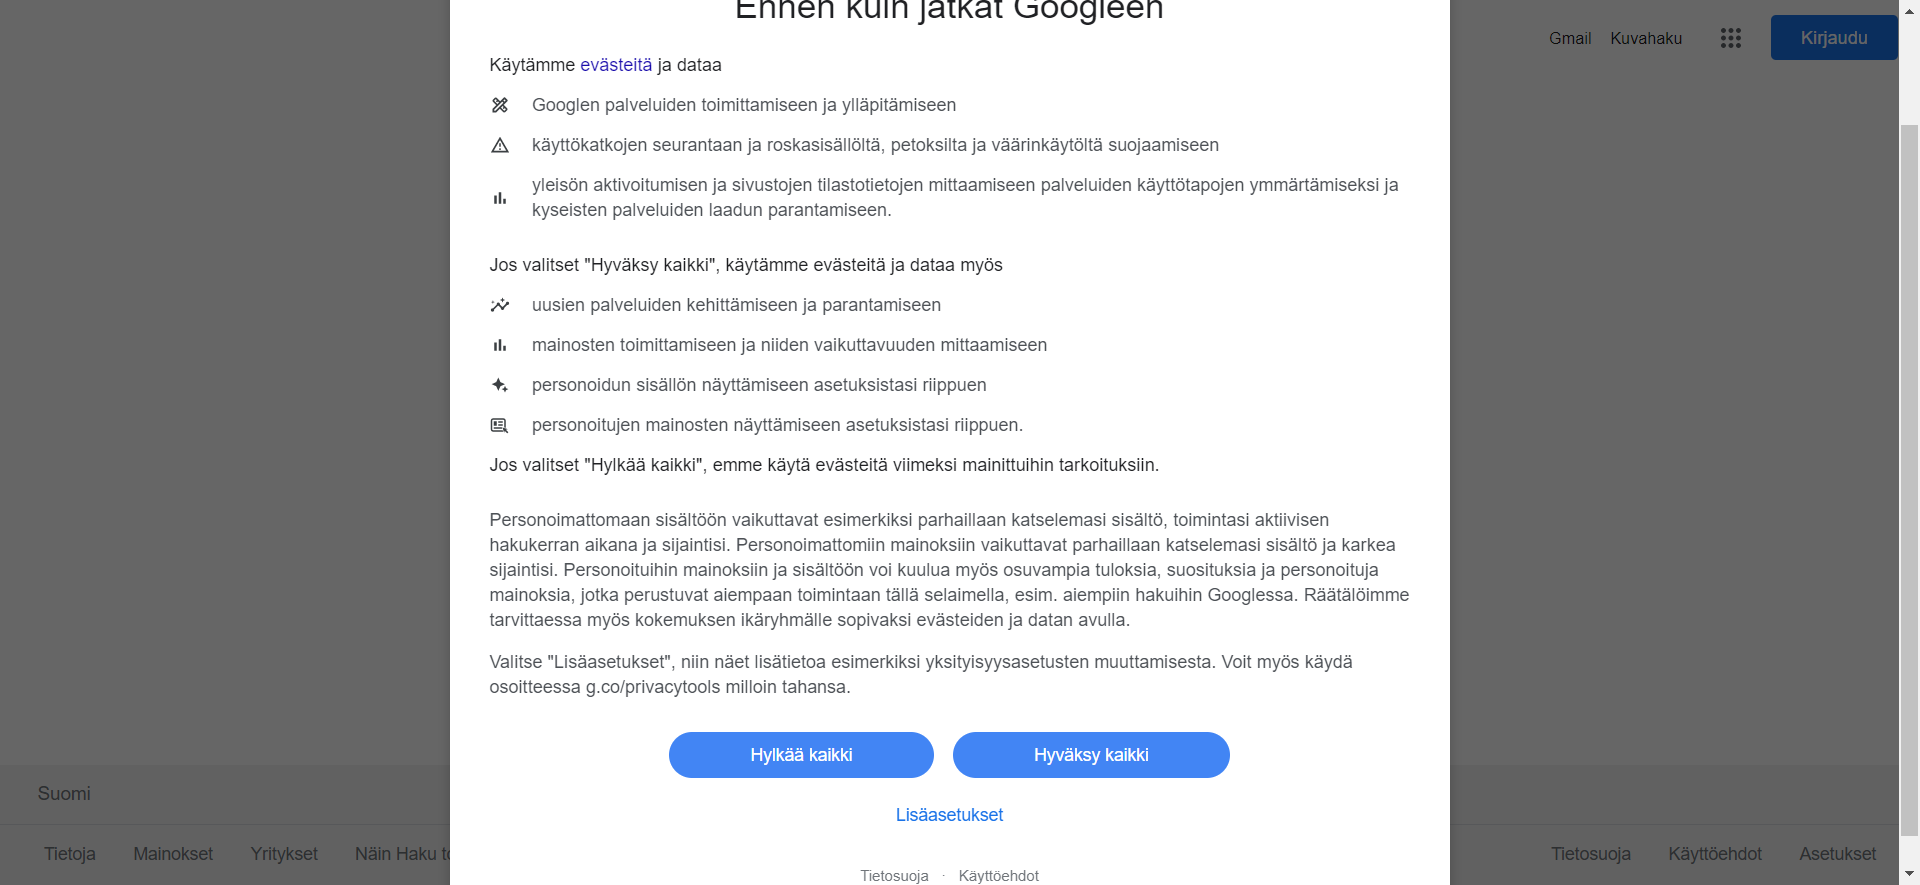 Ennen kuin jatkat Googleen
Gmail Kuvahaku Kirjaudu
Käytämme evästeitä ja dataa
Googlen palveluiden toimittamiseen ja ylläpitämiseen
käyttökatkojen seurantaan ja roskasisällöltä, petoksilta ja väärinkäytöltä suojaamiseen
yleisön aktivoitumisen ja sivustojen tilastotietojen mittaamiseen palveluiden käyttötapojen ymmärtämiseksi ja
kyseisten palveluiden laadun parantamiseen.
Jos valitset "Hyväksy kaikki", käytämme evästeitä ja dataa myös
uusien palveluiden kehittämiseen ja parantamiseen
mainosten toimittamiseen ja niiden vaikuttavuuden mittaamiseen
personoidun sisällön näyttämiseen asetuksistasi riippuen
personoitujen mainosten näyttämiseen asetuksistasi riippuen.
Jos valitset "Hylkää kaikki", emme käytä evästeitä viimeksi mainittuihin tarkoituksiin.
Personoimattomaan sisältöön vaikuttavat esimerkiksi parhaillaan katselemasi sisältö, toimintasi aktiivisen
hakukerran aikana ja sijaintisi. Personoimattomiin mainoksiin vaikuttavat parhaillaan katselemasi sisältö ja karkea
sijaintisi. Personoituihin mainoksiin ja sisältöön voi kuulua myös osuvampia tuloksia, suosituksia ja personoituja
mainoksia, jotka perustuvat aiempaan toimintaan tällä selaimella, esim. aiempiin hakuihin Googlessa. Räätälöimme
tarvittaessa myös kokemuksen ikäryhmälle sopivaksi evästeiden ja datan avulla.
Valitse "Lisäasetukset", niin näet lisätietoa esimerkiksi yksityisyysasetusten muuttamisesta. Voit myös käydä
osoitteessa g.co/privacytools milloin tahansa.
Hylkää kaikki Hyväksy kaikki
Suomi
Lisäasetukset
Tietoja Mainokset Yritykset Näin Haku Tietosuoja Käyttöehdot Asetukset
Tietosuoja · Käyttöehdot